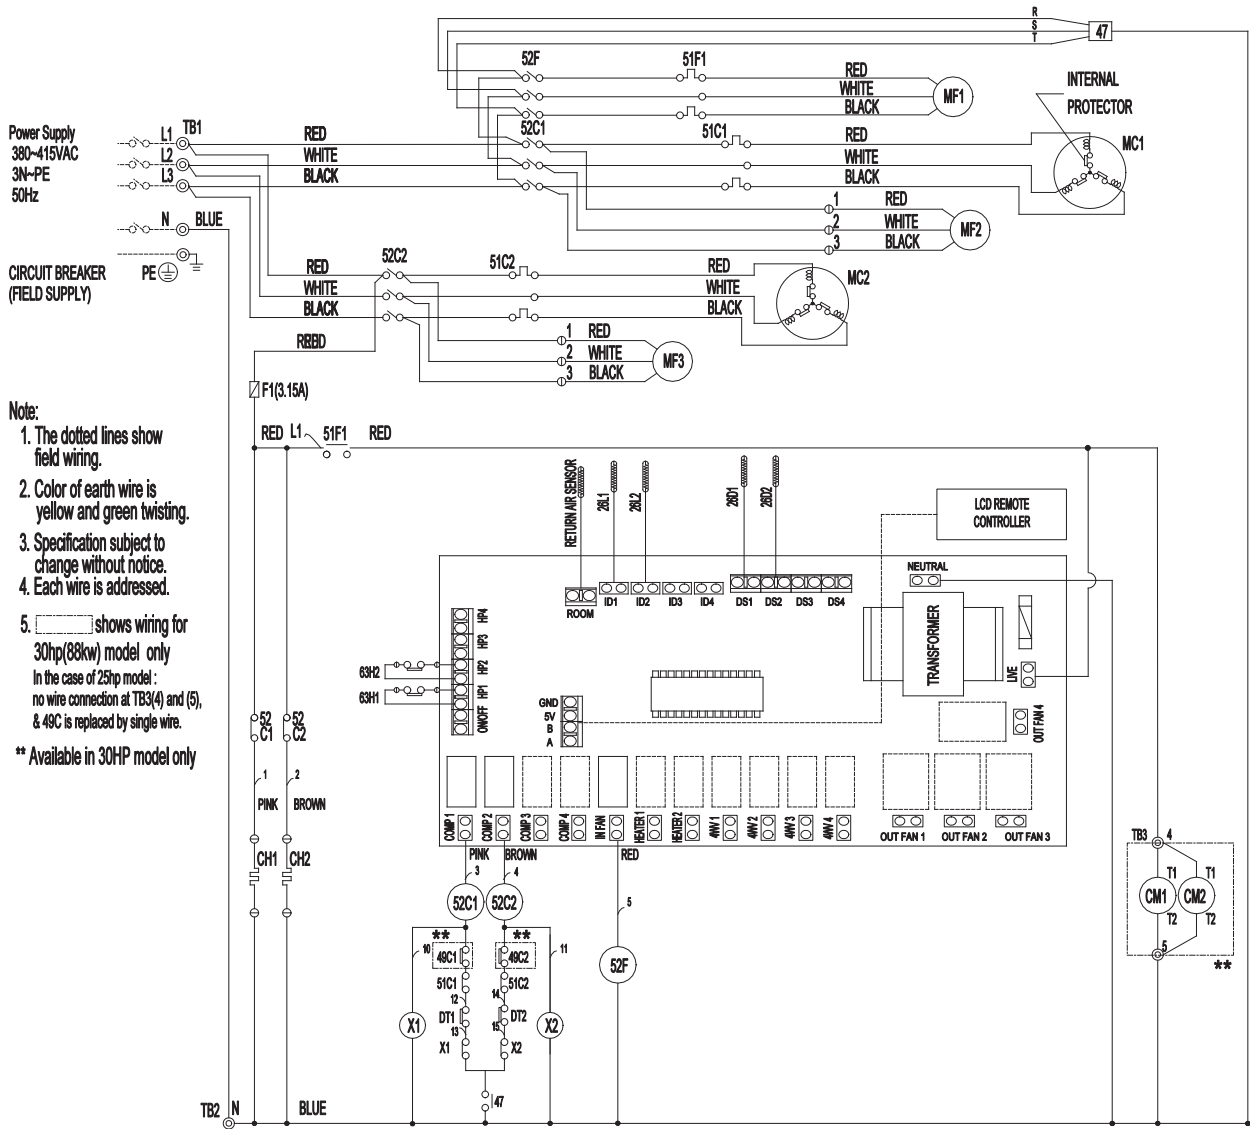 R
S
T
47
52F
51F1
RED
WHITE
BLACK
MF1
INTERNAL
PROTECTOR
Power Supply
380~415VAC
3N~PE
50Hz
L1
L2
L3
TB1
RED
WHITE
BLACK
52C1
51C1
RED
WHITE
BLACK
MC1
N
BLUE
1
2
3
RED
WHITE
BLACK
MF2
CIRCUIT BREAKER
(FIELD SUPPLY)
PE
52C2
51C2
RED
WHITE
BLACK
RED
WHITE
BLACK
MC2
RED
1
2
3
RED
WHITE
BLACK
MF3
F1(3.15A)
Note:
1. The dotted lines show
field wiring.
2. Color of earth wire is
yellow and green twisting.
3. Specification subject to
change without notice.
4. Each wire is addressed.
5. shows wiring for
30hp(88kw) model only
In the case of 25hp model :
no wire connection at TB3(4) and (5),
& 49C is replaced by single wire.
** Available in 30HP model only
RED
L1
51F1
RED
RETURN AIR SENSOR
26L1
26L2
26D1
26D2
LCD REMOTE
CONTROLLER
NEUTRAL
ROOM
ID1
ID2
ID3
ID4
DS1
DS2
DS3
DS4
HP4
HP3
HP2
HP1
ON/OFF
63H2
63H1
TRANSFORMER
LIVE
GND
5V
B
A
OUT FAN 4
52
C1
52
C2
1
2
PINK
BROWN
COMP 1
COMP 2
COMP 3
COMP 4
IN FAN
HEATER 1
HEATER 2
4WV 1
4WV 2
4WV 3
4WV 4
OUT FAN 1
OUT FAN 2
OUT FAN 3
CH1
CH2
PINK
BROWN
RED
3
4
5
52C1
52C2
52F
TB3
4
T1
T1
CM1
CM2
T2
T2
5
**
**
**
10
49C1
49C2
11
51C1
51C2
12
14
DT1
DT2
13
15
X1
X1
X2
X2
47
TB2
N
BLUE